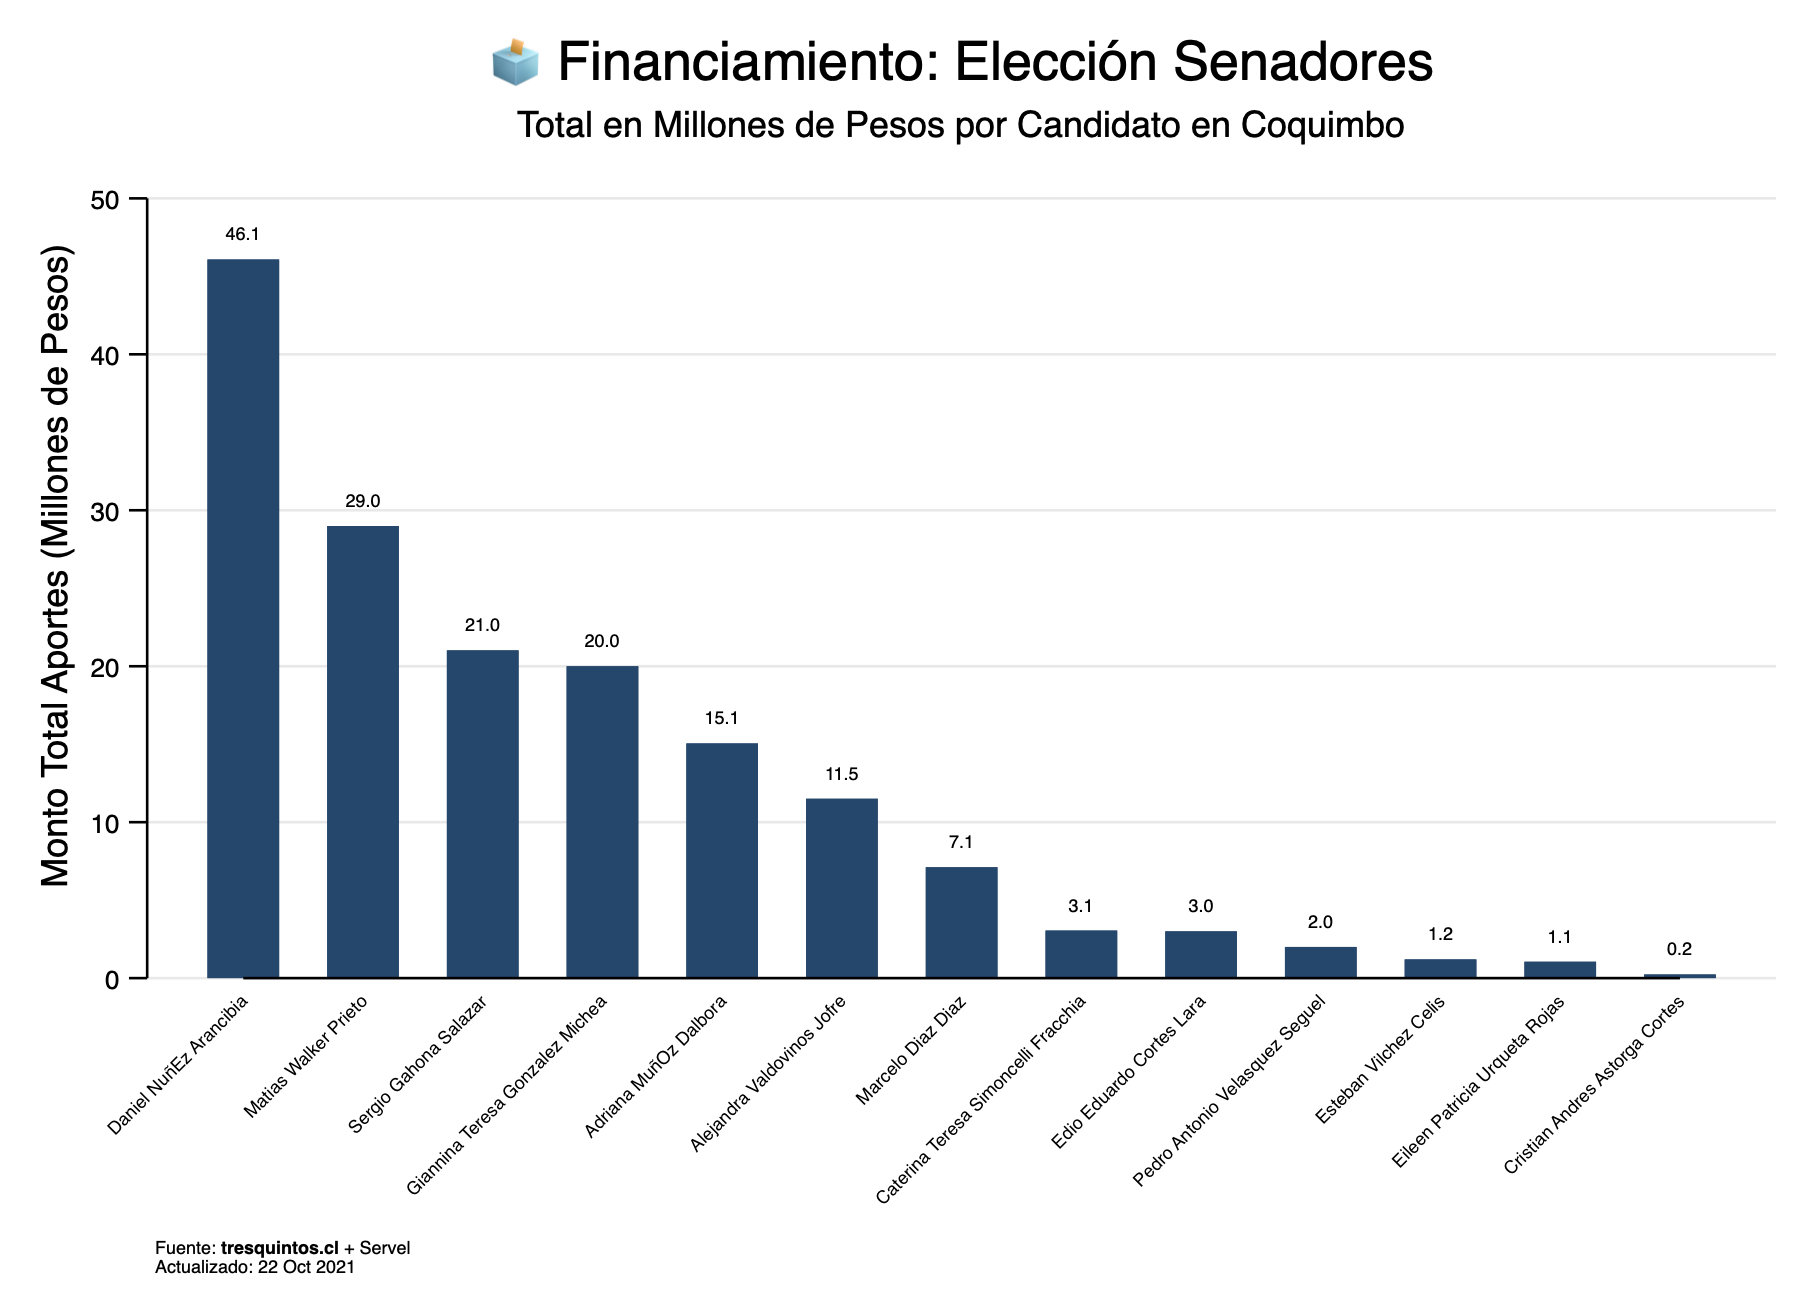 Financiamiento: Elección Senadores
Total en Millones de Pesos por Candidato en Coquimbo
Monto Total Aportes (Millones de Pesos)
50
40
30
20
10
0
46.1
29.0
21.0
20.0
15.1
11.5
7.1
3.1
3.0
2.0
1.2
1.1
0.2
Daniel NuñEz Arancibia
Matias Walker Prieto
Sergio Gahona Salazar
Giannina Teresa Gonzalez Michea
Adriana MuñOz Dalbora
Alejandra Valdovinos Jofre
Marcelo Diaz Diaz
Caterina Teresa Simoncelli Fracchia
Edio Eduardo Cortes Lara
Pedro Antonio Velasquez Seguel
Esteban Vilchez Celis
Eileen Patricia Urqueta Rojas
Cristian Andres Astorga Cortes
Fuente: tresquintos.cl + Servel
Actualizado: 22 Oct 2021